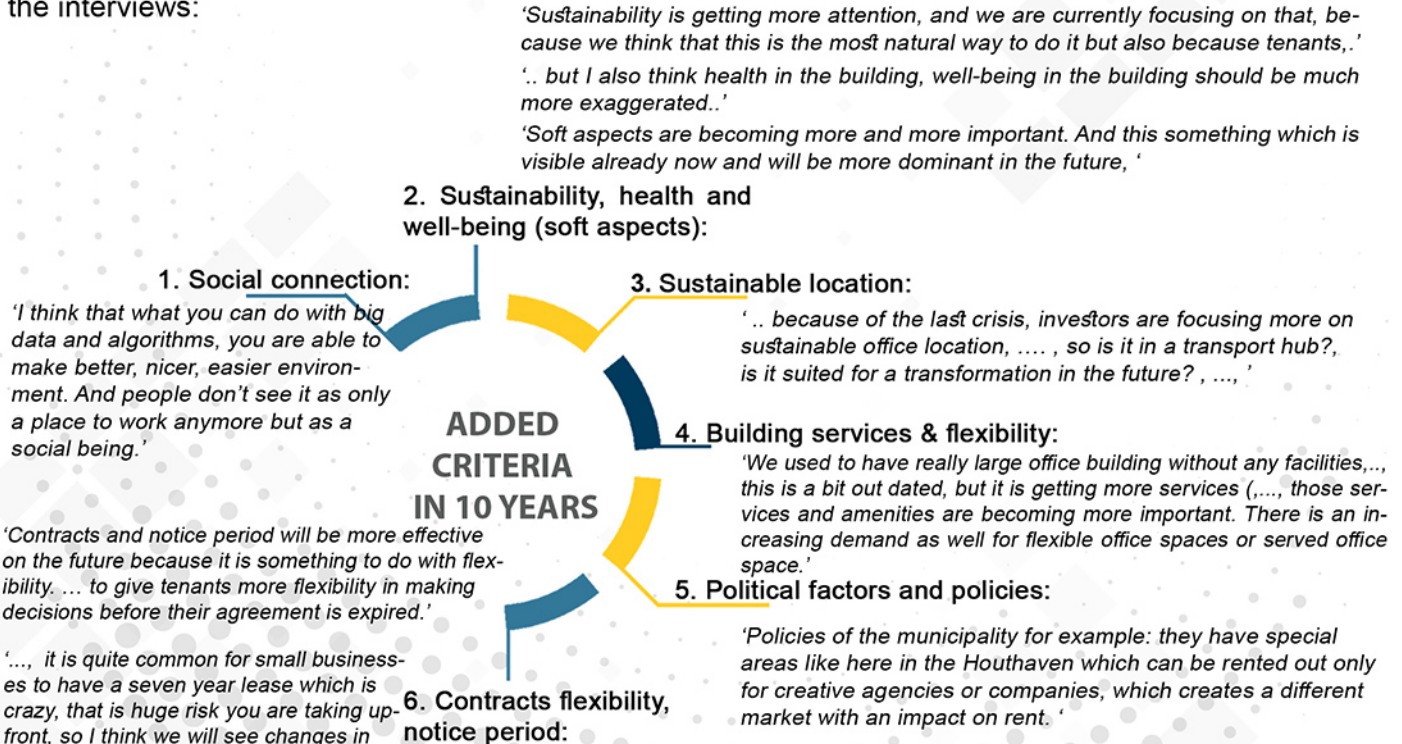 the interviews:
‘Sustainability is getting more attention, and we are currently focusing on that, be-
cause we think that this is the most natural way to do it but also because tenants,.’
‘.. but I also think health in the building, well-being in the building should be much
more exaggerated..’
‘Soft aspects are becoming more and more important. And this something which is
visible already now and will be more dominant in the future, ‘
2. Sustainability, health and
well-being (soft aspects):
1. Social connection:
‘I think that what you can do with big
data and algorithms, you are able to
make better, nicer, easier environ-
ment. And people don’t see it as only
a place to work anymore but as a
social being.’
3. Sustainable location:
‘ .. because of the last crisis, investors are focusing more on
sustainable office location, .... , so is it in a transport hub?,
is it suited for a transformation in the future? , ..., ’
ADDED
CRITERIA
IN 10 YEARS
4. Building services & flexibility:
‘We used to have really large office building without any facilities,..,
this is a bit out dated, but it is getting more services (,..., those ser-
vices and amenities are becoming more important. There is an in-
creasing demand as well for flexible office spaces or served office
space.’
5. Political factors and policies:
‘Policies of the municipality for example: they have special
areas like here in the Houthaven which can be rented out only
for creative agencies or companies, which creates a different
market with an impact on rent. ‘
‘Contracts and notice period will be more effective
on the future because it is something to do with flex-
ibility. ... to give tenants more flexibility in making
decisions before their agreement is expired.’
‘..., it is quite common for small business-
es to have a seven year lease which is
crazy, that is huge risk you are taking up-
front, so I think we will see changes in
6. Contracts flexibility,
notice period: